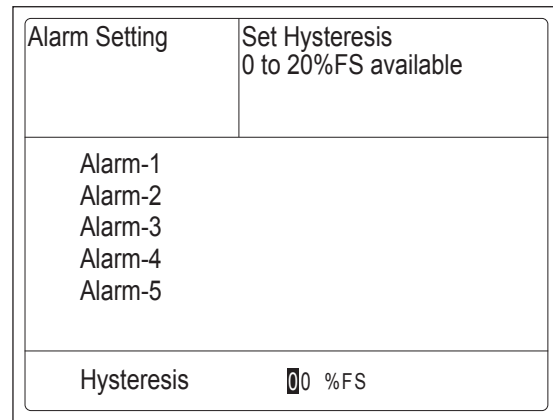 Alarm Setting
Set Hysteresis
0 to 20%FS available
Alarm-1
Alarm-2
Alarm-3
Alarm-4
Alarm-5
Hysteresis 00 %FS